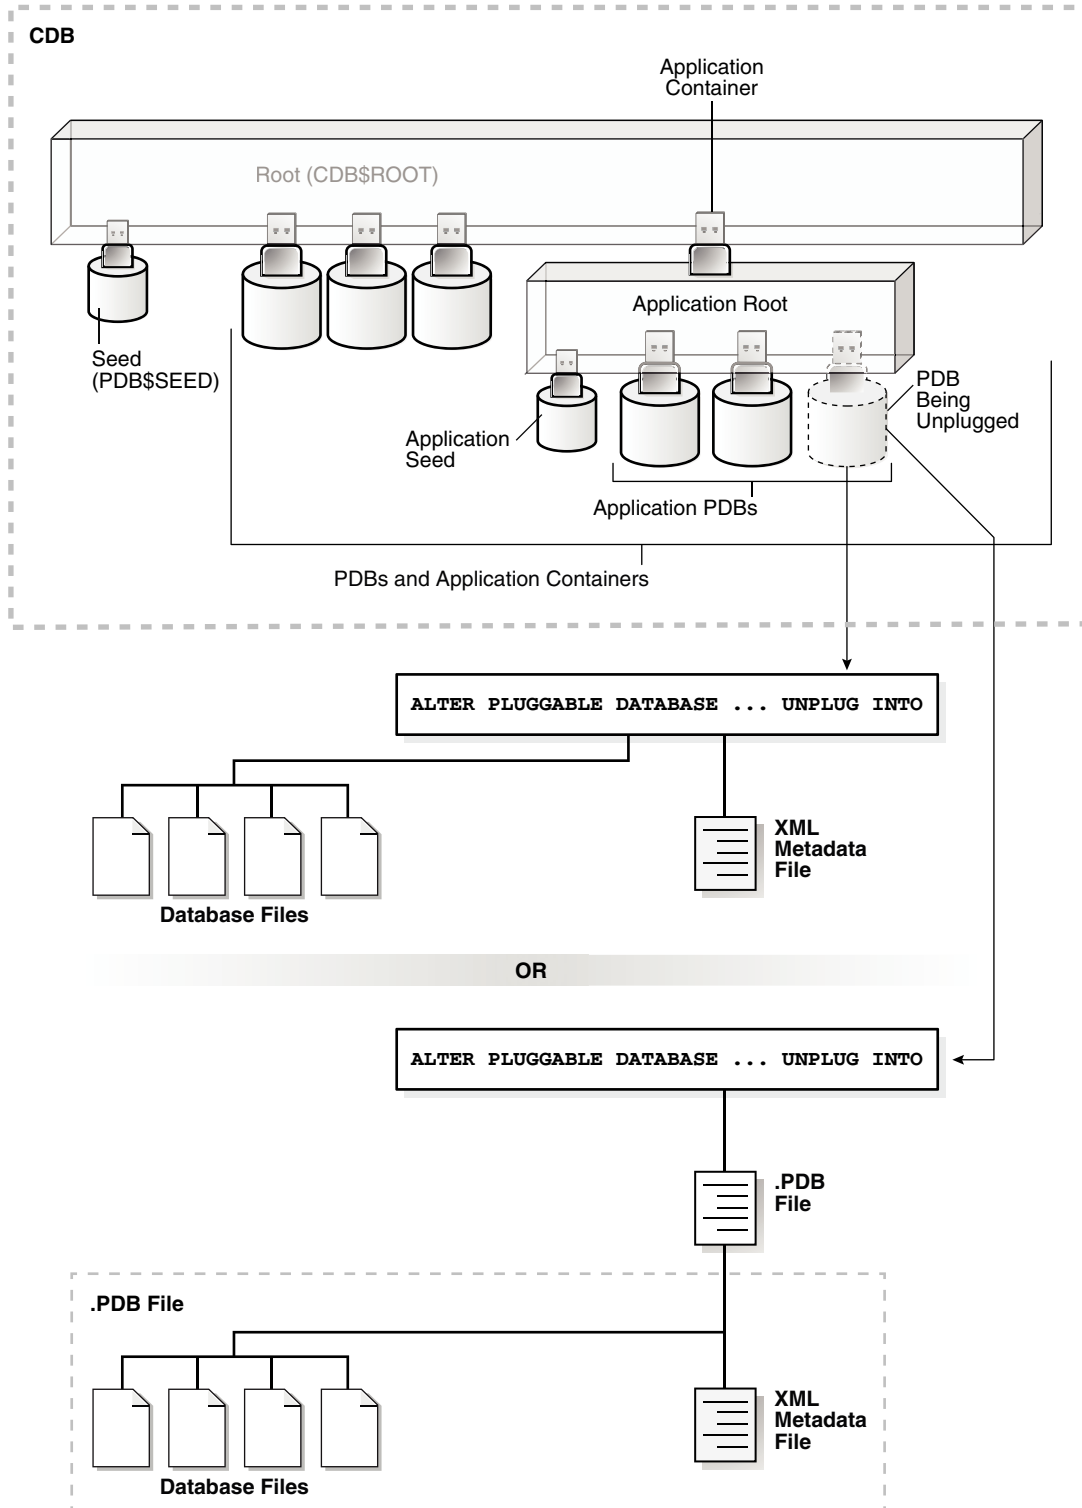 CDB
Application
Container
Root (CDB$ROOT)
Application Root
Seed
(PDB$SEED)
PDB
Being
Unplugged
Application
Seed
Application PDBs
PDBs and Application Containers
ALTER PLUGGABLE DATABASE ... UNPLUG INTO
XML
Metadata
File
Database Files
OR
ALTER PLUGGABLE DATABASE ... UNPLUG INTO
.PDB
File
.PDB File
XML
Metadata
File
Database Files